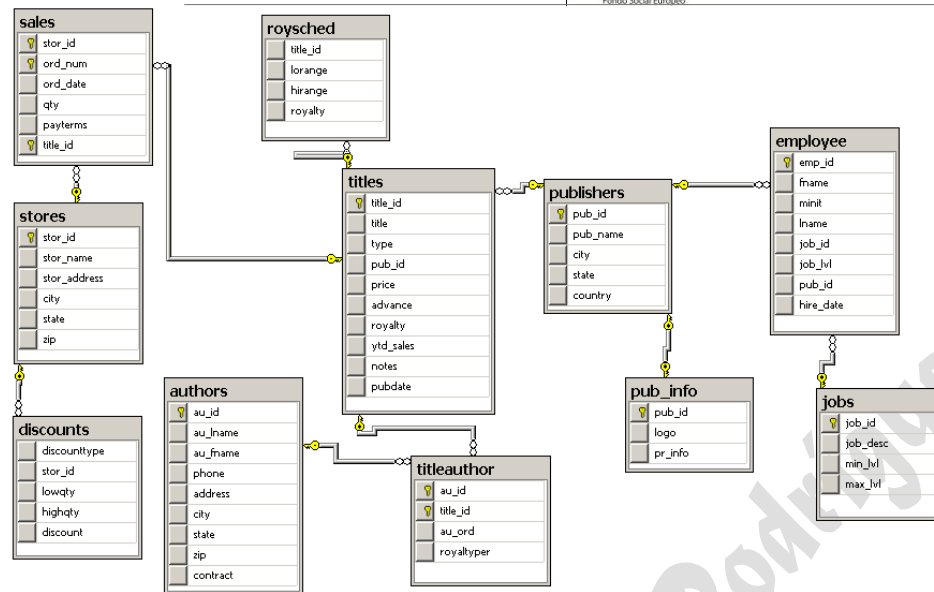 Fondo Social Europeo
sales
stor_id
ord_num
ord_date
qty
payterms
title_id
roysched
title_id
lorange
hirange
royalty
employee
emp_id
fname
minit
lname
job_id
job_lvl
pub_id
hire_date
titles
title_id
title
type
pub_id
price
advance
royalty
ytd_sales
notes
pubdate
publishers
pub_id
pub_name
city
state
country
stores
stor_id
stor_name
stor_address
city
state
zip
authors
au_id
au_lname
au_fname
phone
address
city
state
zip
contract
pub_info
pub_id
logo
pr_info
jobs
job_id
job_desc
min_lvl
max_lvl
discounts
discounttype
stor_id
lowqty
highqty
discount
titleauthor
au_id
title_id
au_ord
royaltyper